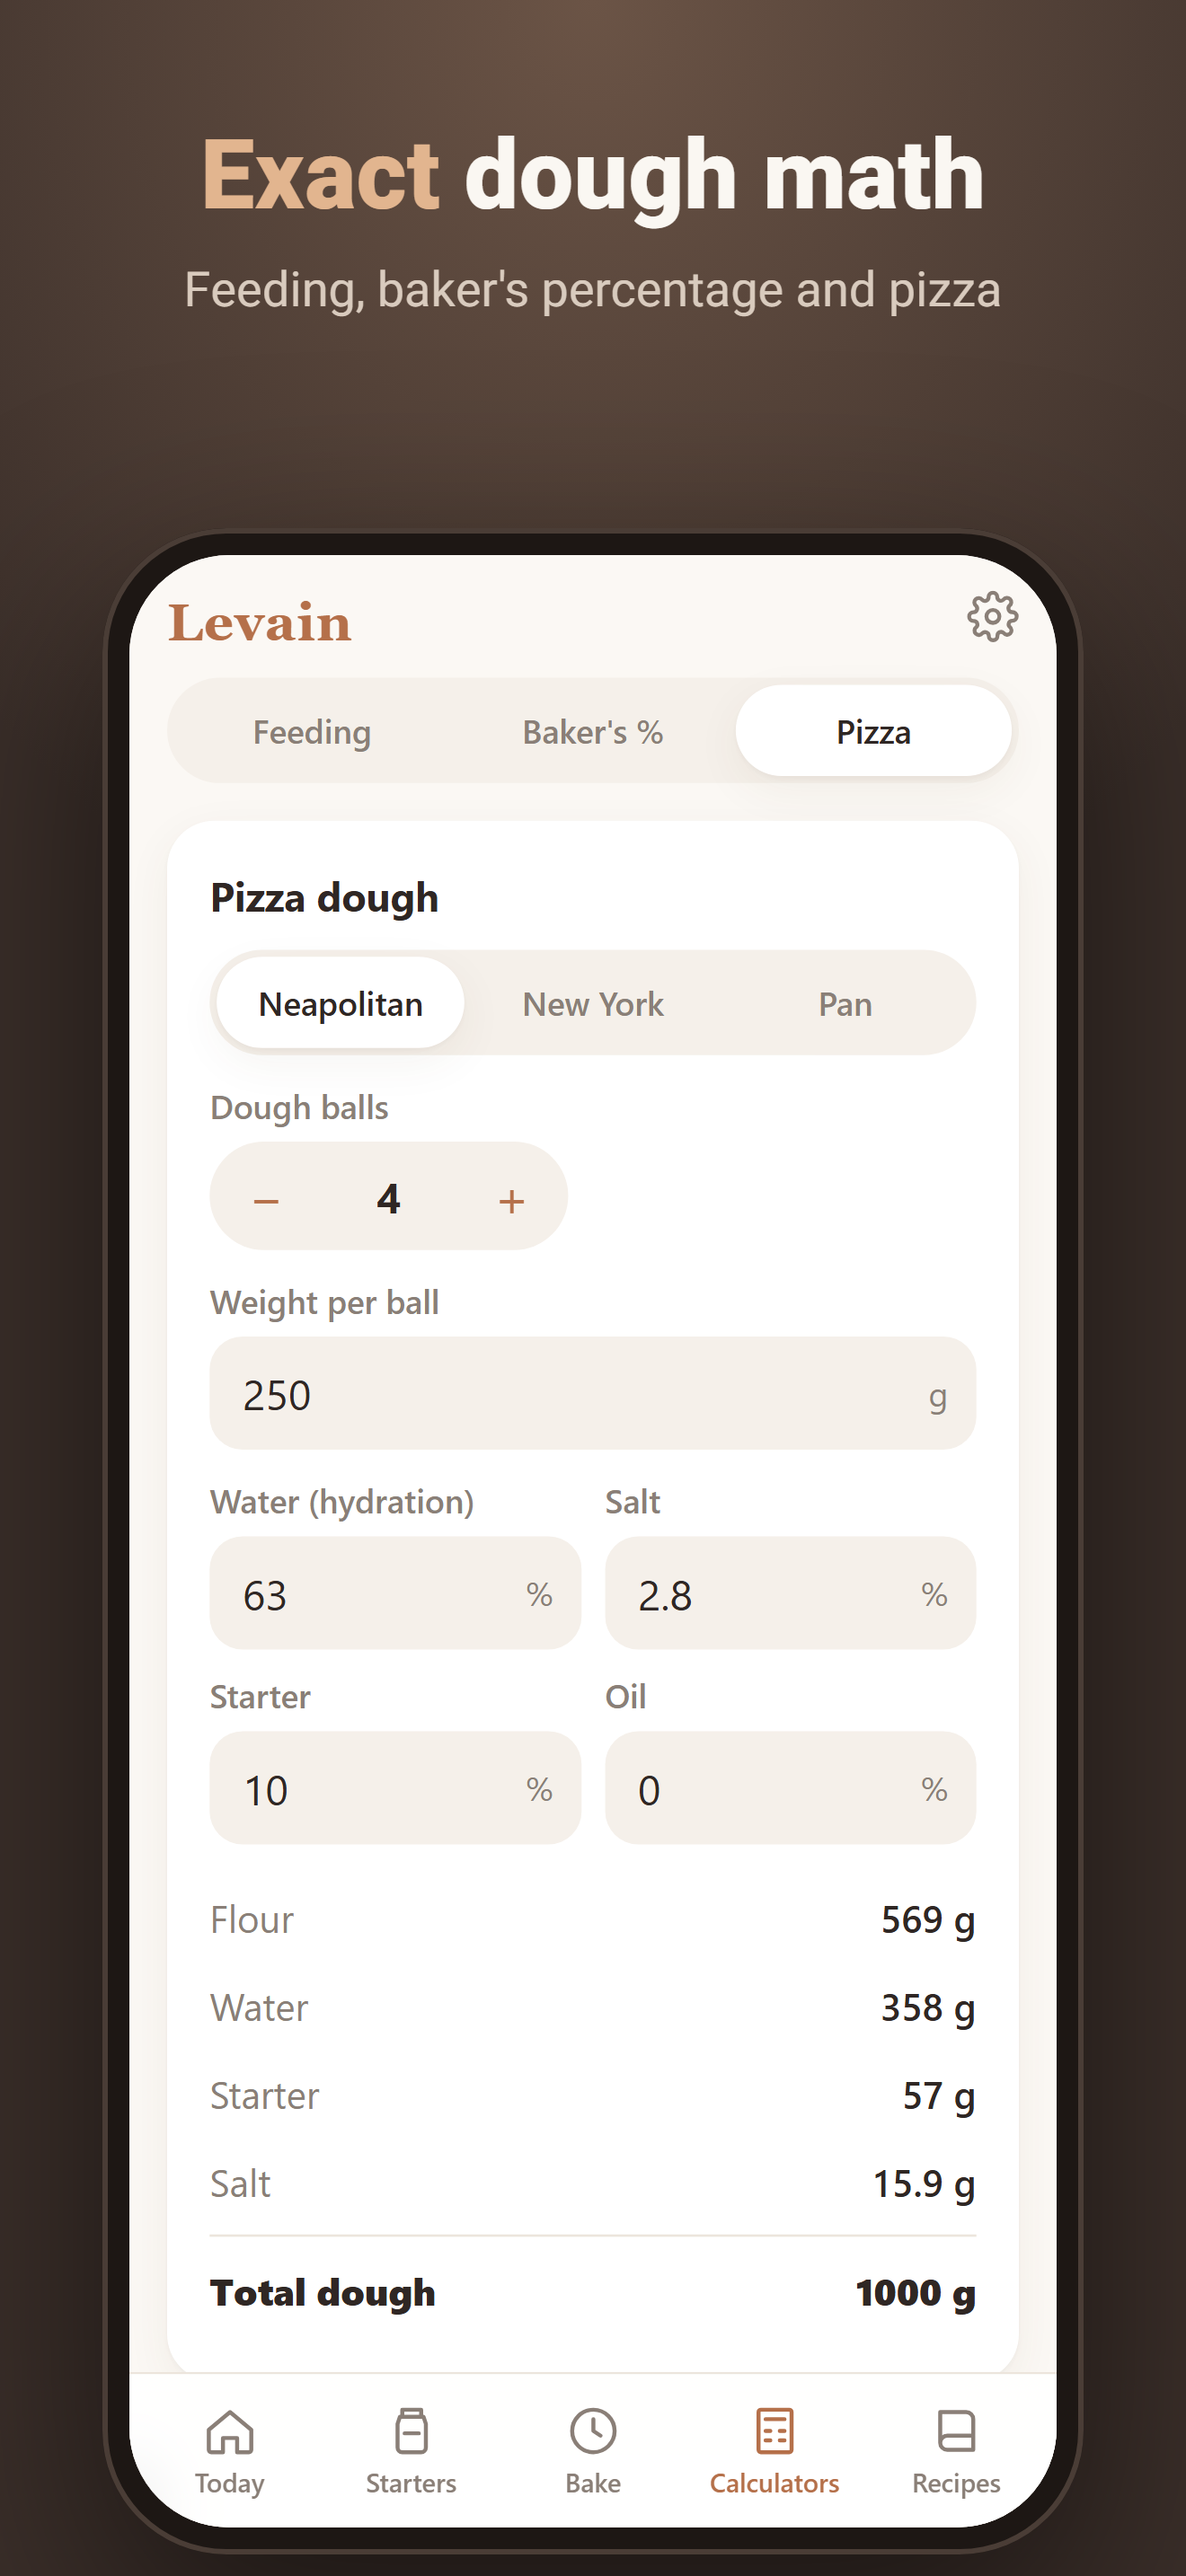 Exact dough math
Feeding, baker's percentage and pizza
Levain
Feeding Baker's % Pizza
Pizza dough
Neapolitan New York Pan
Dough balls
− 4 +
Weight per ball
250 g
Water (hydration) Salt
63 % 2.8 %
Starter Oil
10 % 0 %
Flour 569 g
Water 358 g
Starter 57 g
Salt 15.9 g
Total dough 1000 g
Today Starters Bake Calculators Recipes